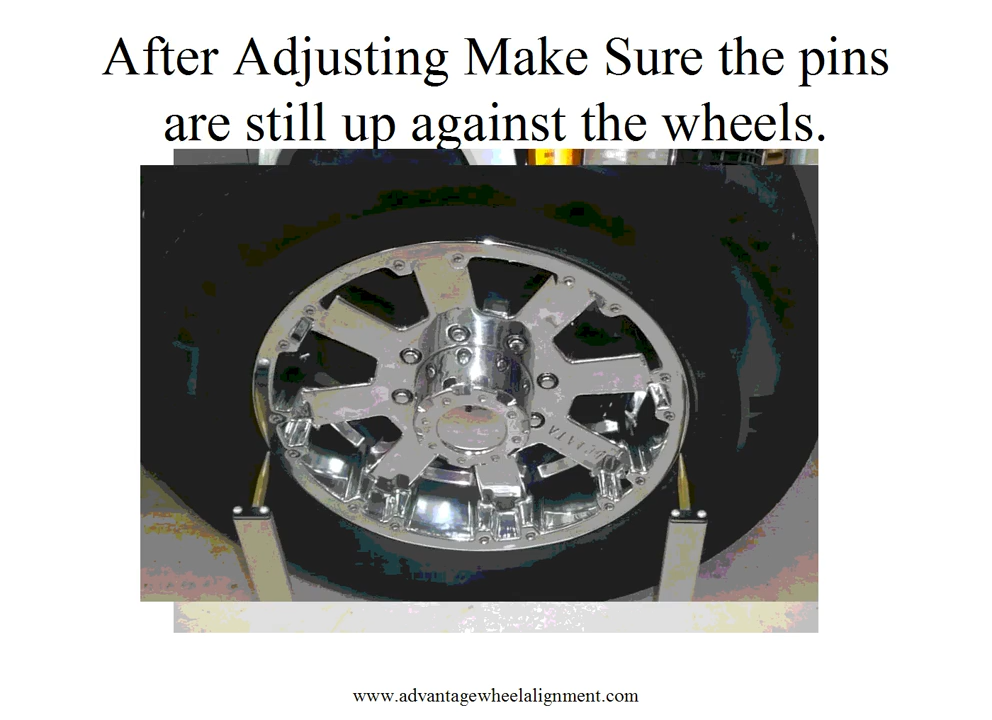 After Adjusting Make Sure the pins
are still up against the wheels.
www.advantagewheelalignment.com